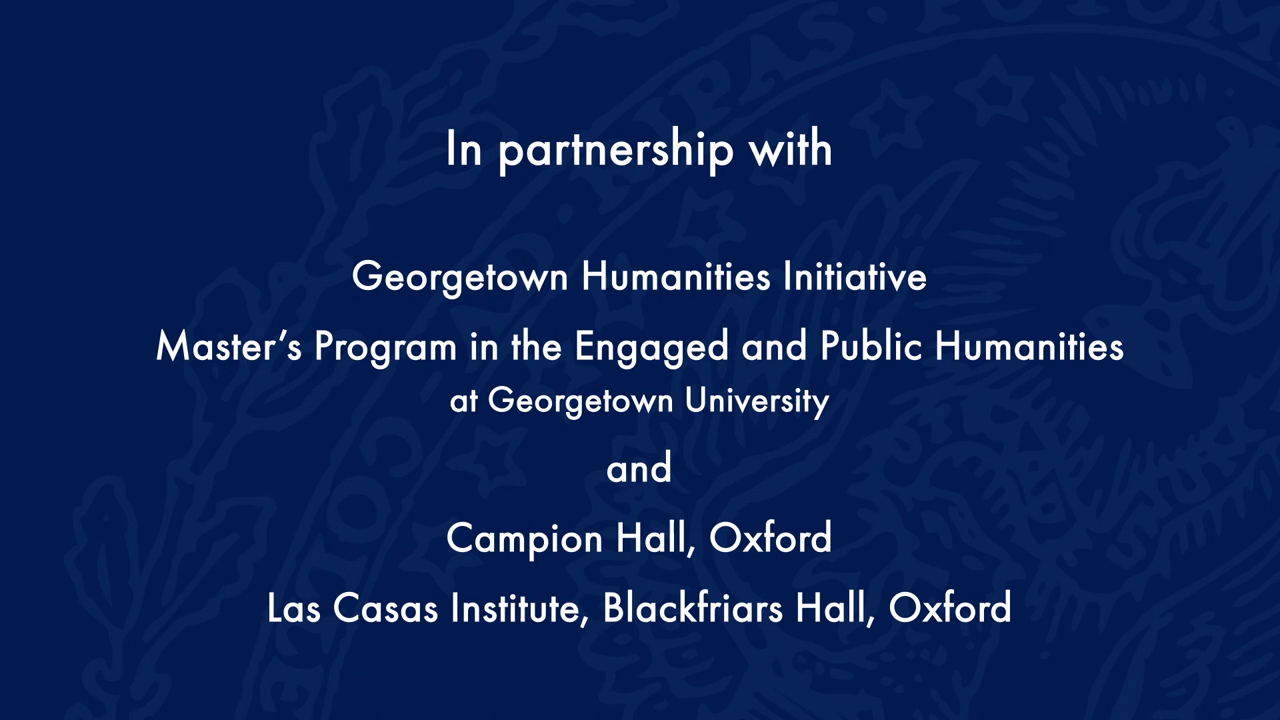 In partnership with
Georgetown Humanities Initiative
Master’s Program in the Engaged and Public Humanities
at Georgetown University
and
Campion Hall, Oxford
Las Casas Institute, Blackfriars Hall, Oxford